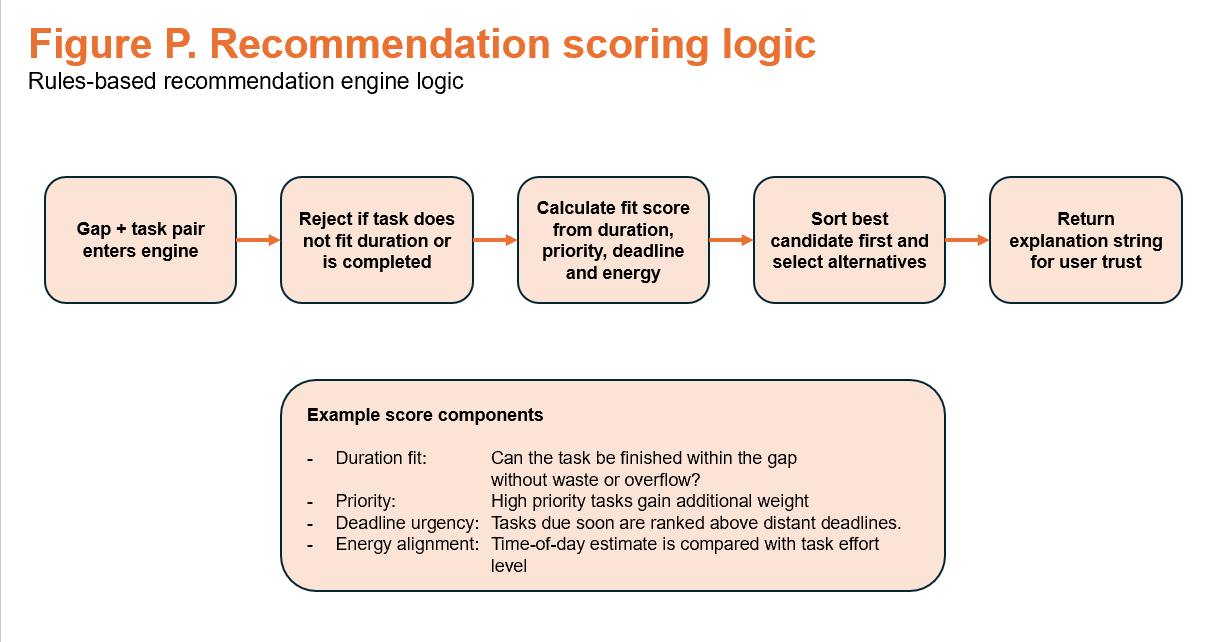 Figure P. Recommendation scoring logic
Rules-based recommendation engine logic
Gap + task pair
enters engine
Reject if task does
not fit duration or
is completed
Calculate fit score
from duration,
priority, deadline
and energy
Sort best
candidate first and
select alternatives
Return
explanation string
for user trust
Example score components
- Duration fit: Can the task be finished within the gap
without waste or overflow?
- Priority: High priority tasks gain additional weight
- Deadline urgency: Tasks due soon are ranked above distant deadlines.
- Energy alignment: Time-of-day estimate is compared with task effort
level